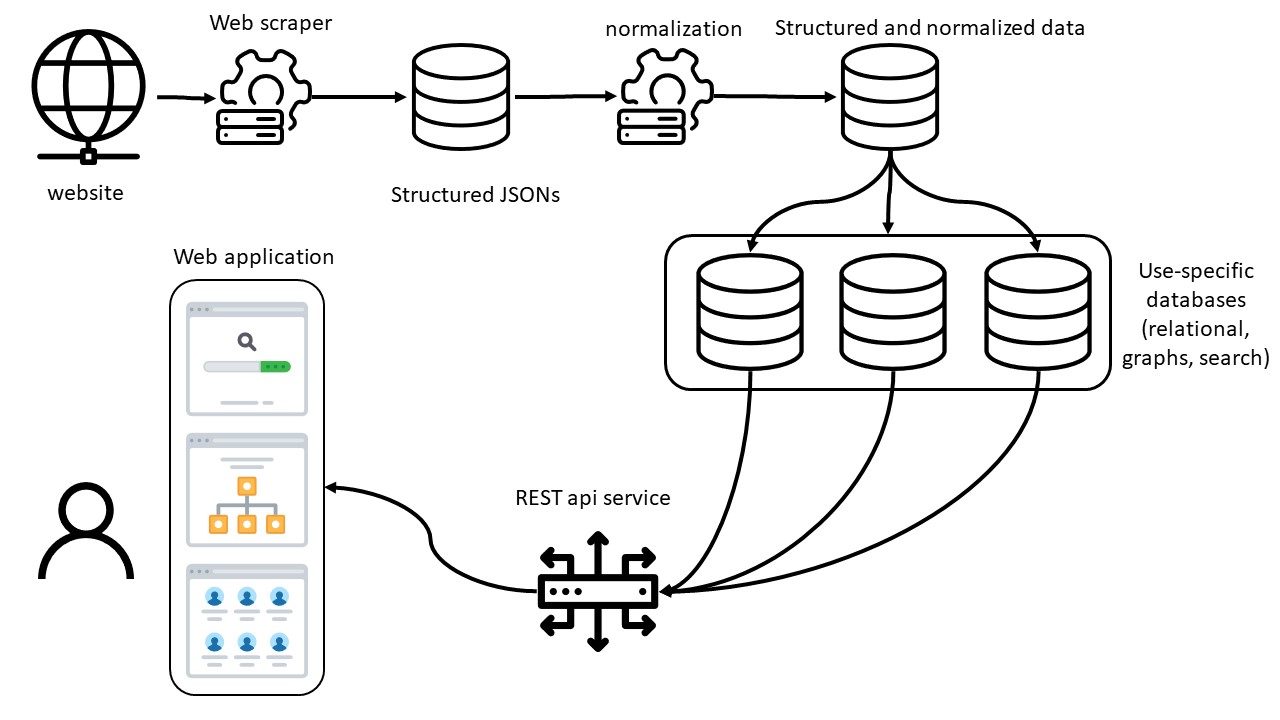 Web scraper
normalization
Structured and normalized data
website
Structured JSONs
Web application
Use-specific
databases
(relational,
graphs, search)
REST api service